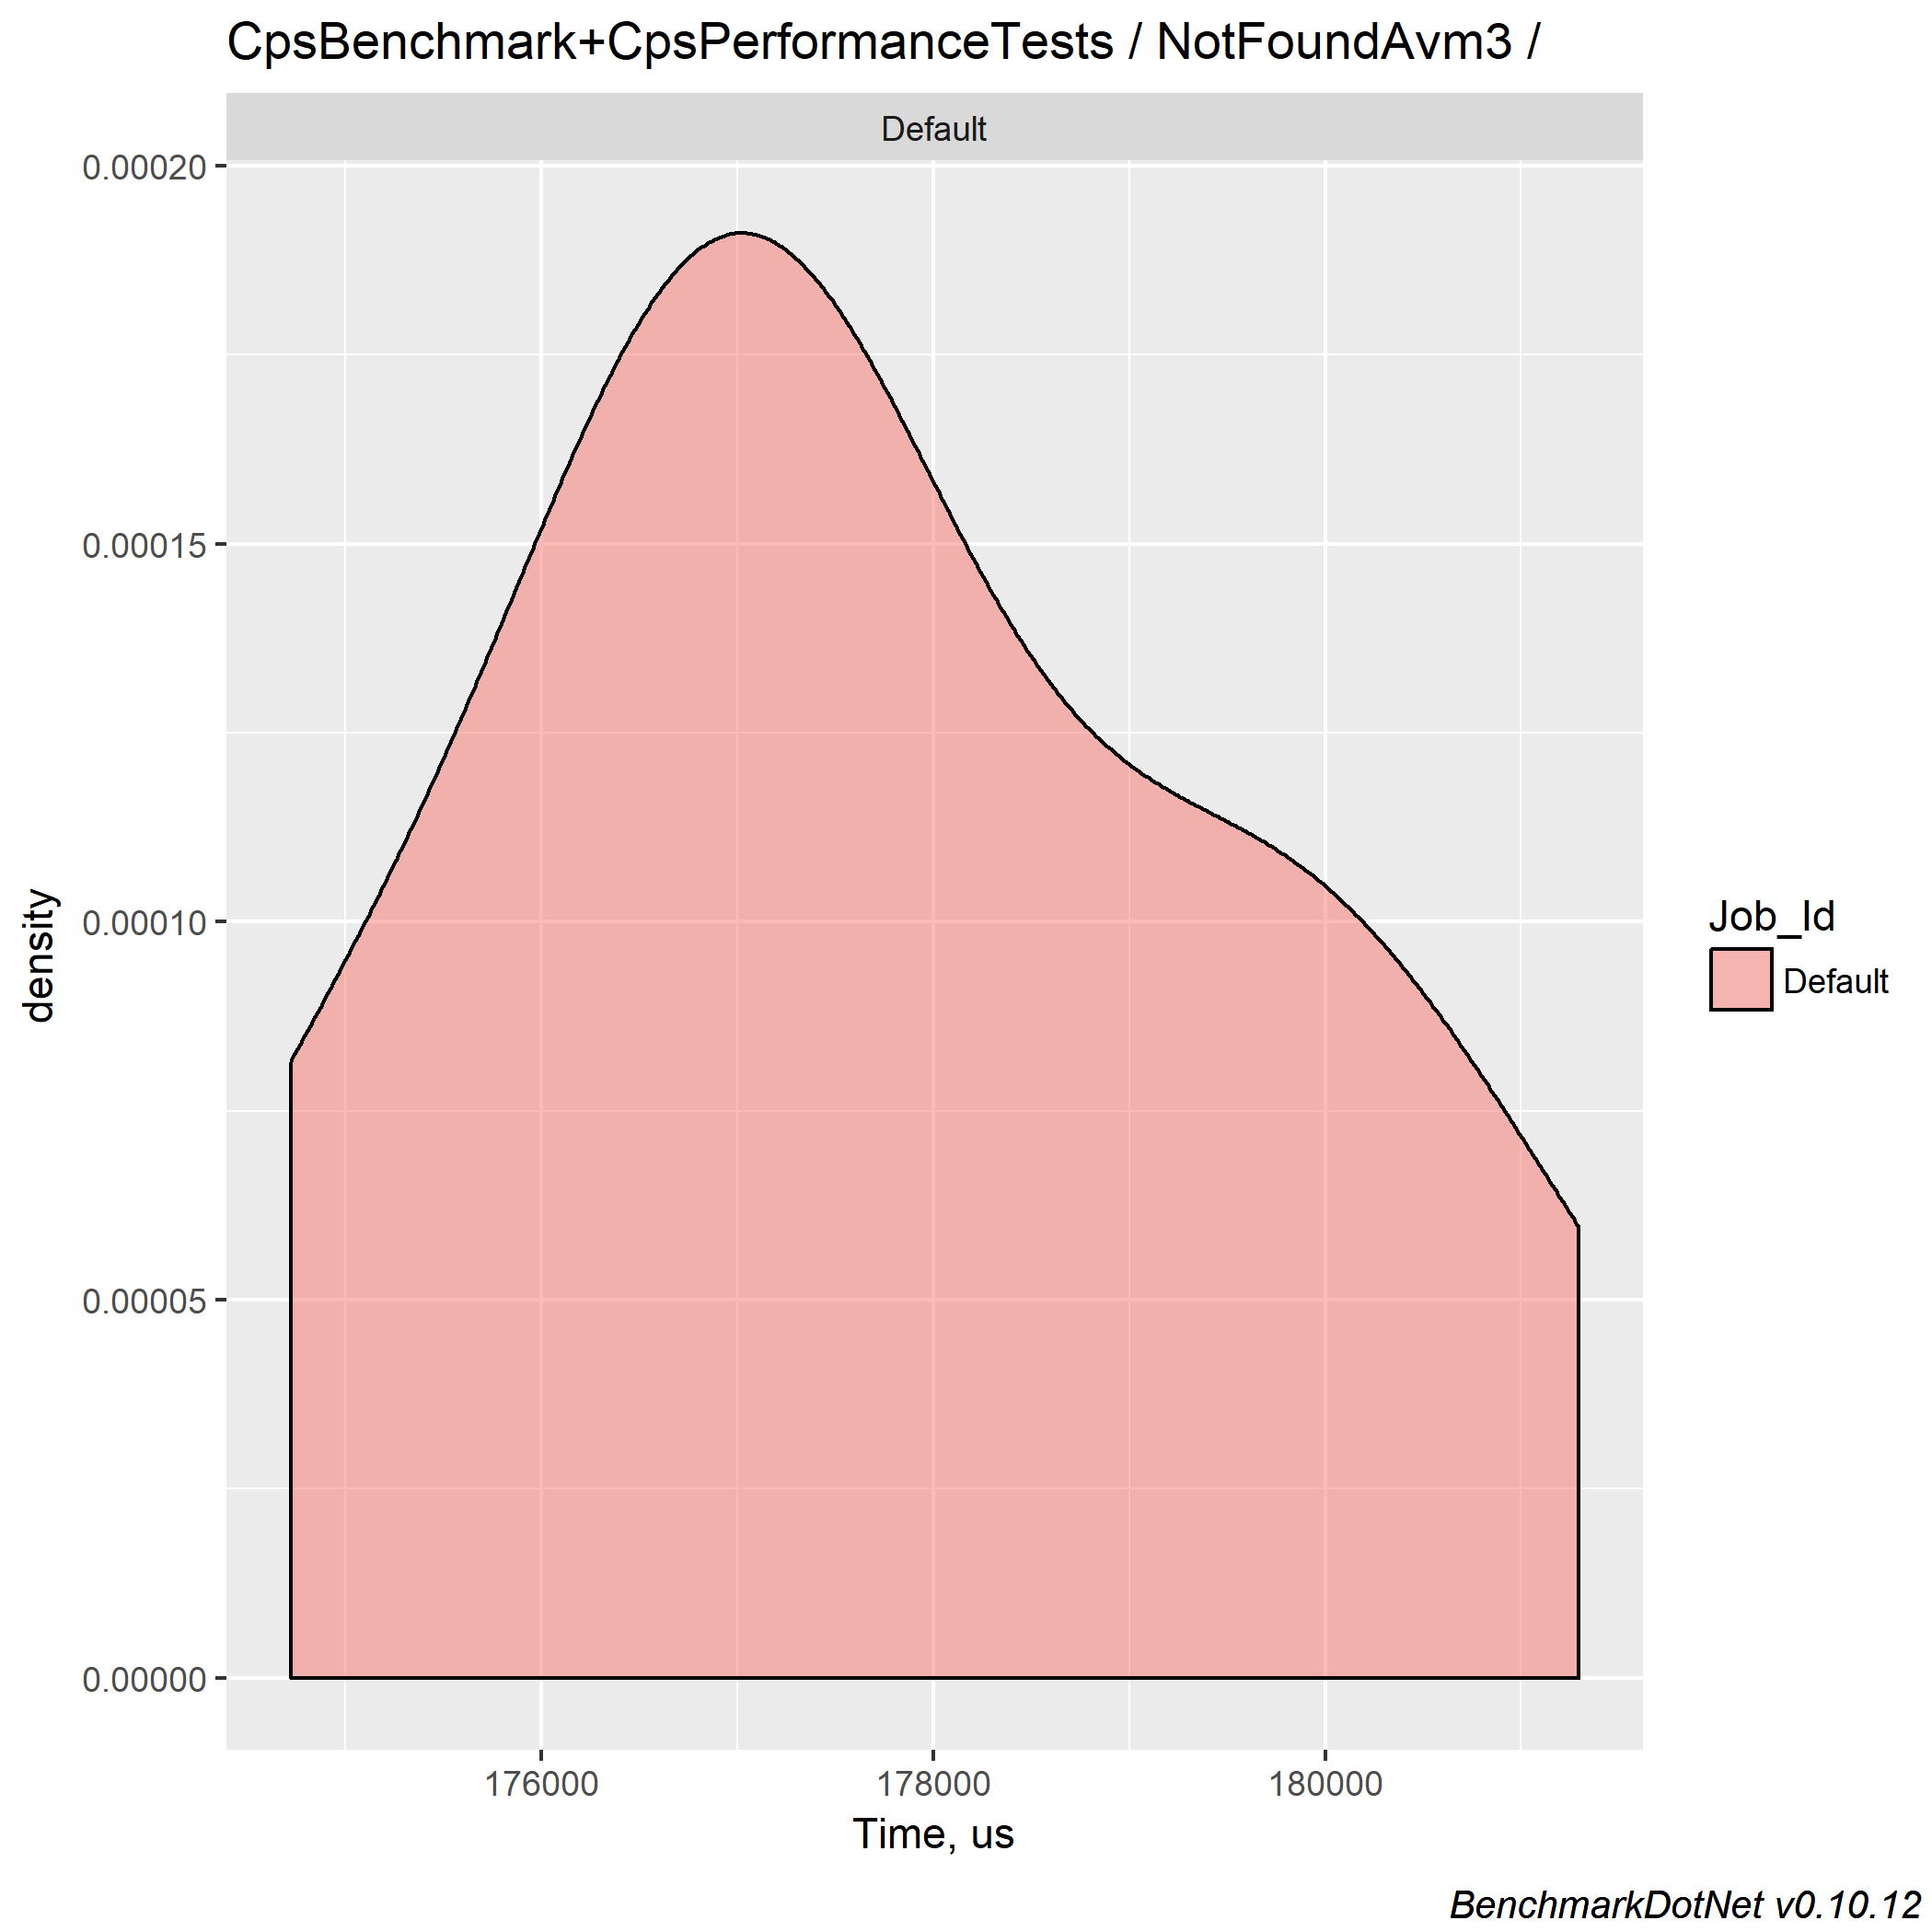 CpsBenchmark+CpsPerformanceTests / NotFoundAvm3 /
Default
0.00020
0.00015
0.00010
0.00005
0.00000
density
176000 178000 180000
Time, us
Job_Id
Default
BenchmarkDotNet v0.10.12